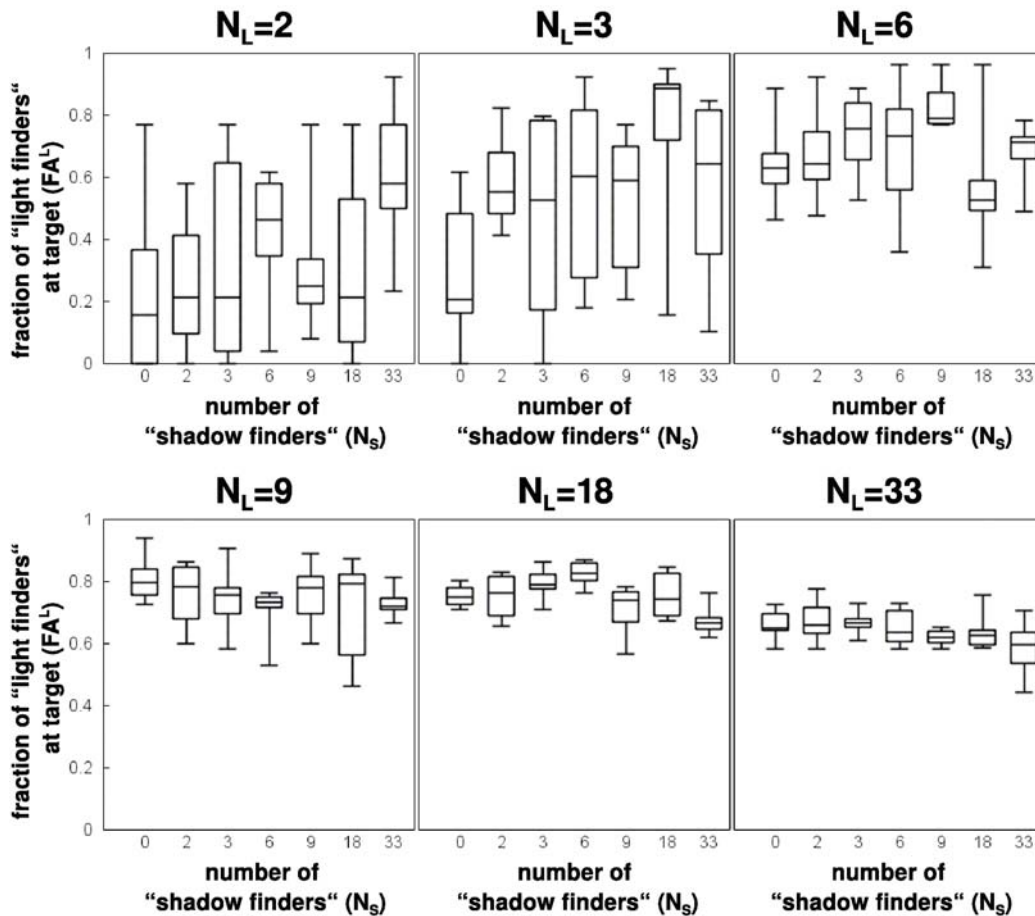 N_L=2 N_L=3 N_L=6
fraction of "light finders“
at target (FA^L)
1
0.8
0.6
0.4
0.2
0
0 2 3 6 9 18 33 0 2 3 6 9 18 33 0 2 3 6 9 18 33
number of number of number of
“shadow finders“ (N_S) “shadow finders“ (N_S) “shadow finders“ (N_S)
N_L=9 N_L=18 N_L=33
fraction of "light finders“
at target (FA^L)
1
0.8
0.6
0.4
0.2
0
0 2 3 6 9 18 33 0 2 3 6 9 18 33 0 2 3 6 9 18 33
number of number of number of
“shadow finders“ (N_S) “shadow finders“ (N_S) “shadow finders“ (N_S)